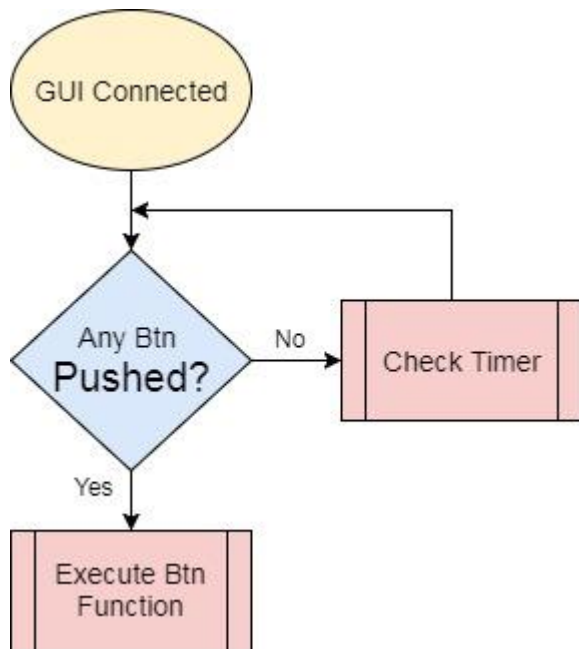 GUI Connected
Any Btn
Pushed?
No
Check Timer
Yes
Execute Btn
Function